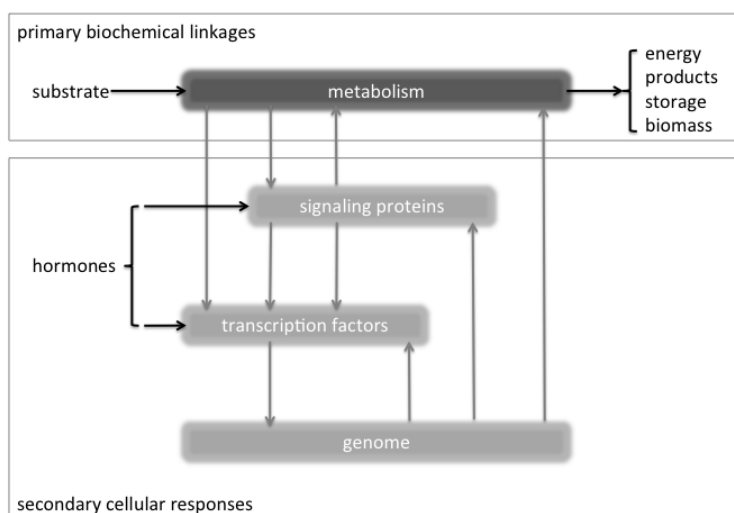 primary biochemical linkages
substrate
metabolism
energy
products
storage
biomass
signaling proteins
hormones
transcription factors
genome
secondary cellular responses